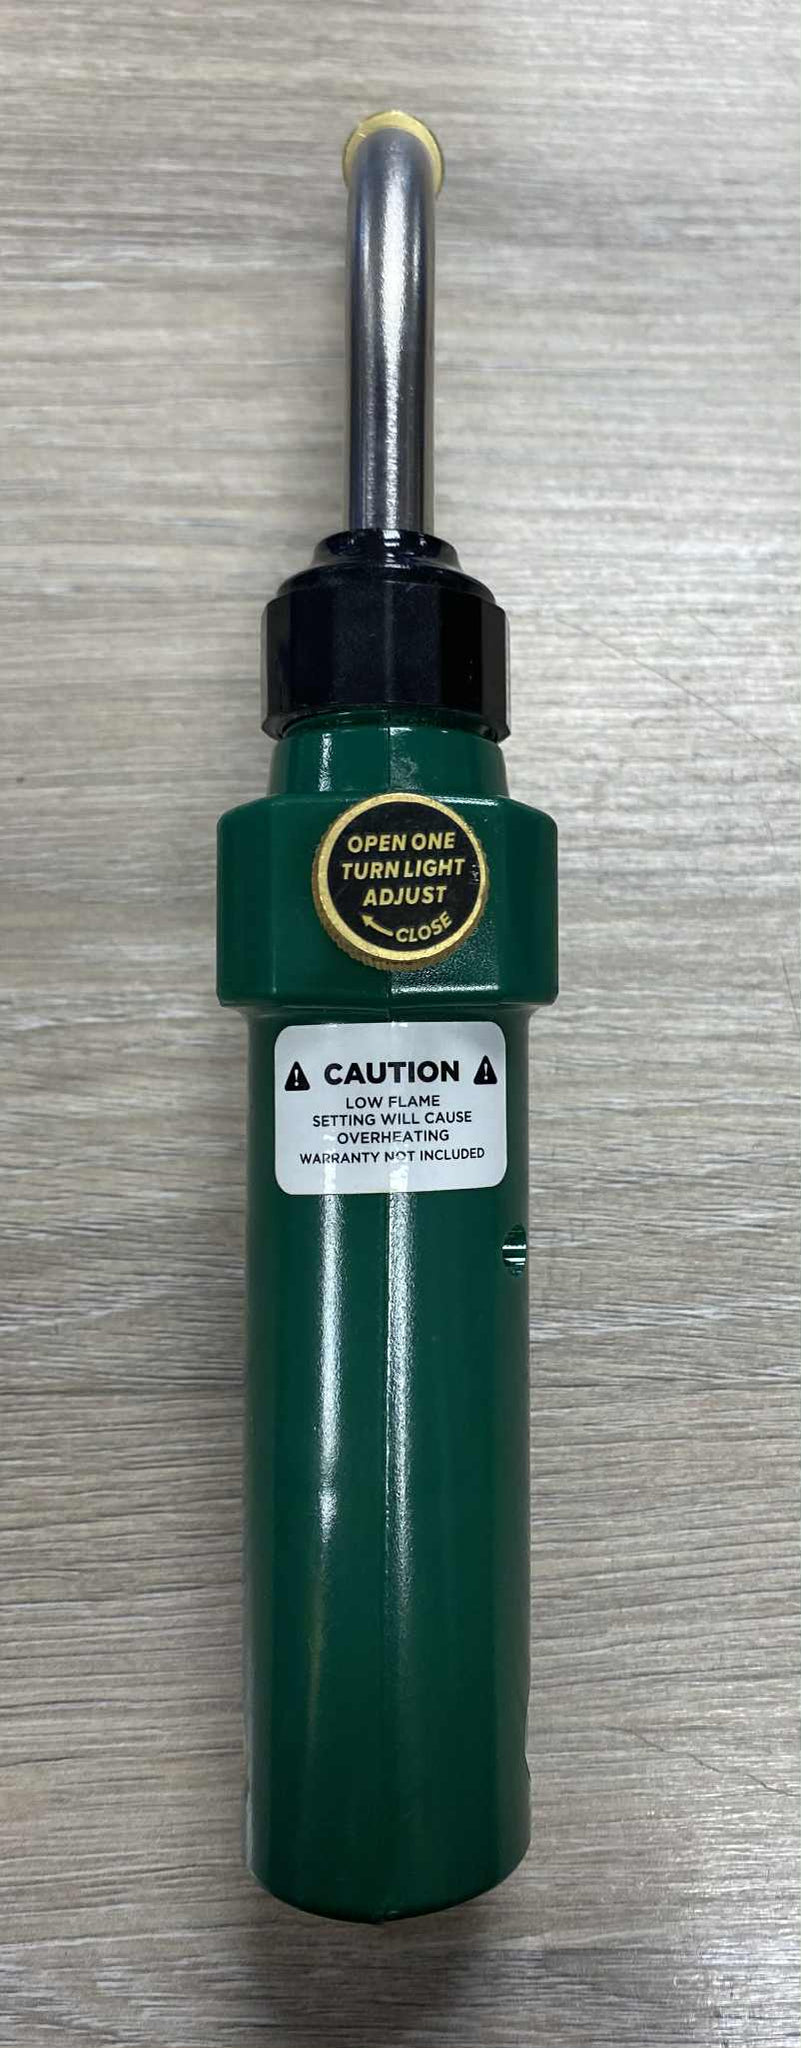 OPEN ONE
TURN LIGHT
ADJUST
CLOSE
CAUTION
LOW FLAME
SETTING WILL CAUSE
OVERHEATING
WARRANTY NOT INCLUDED